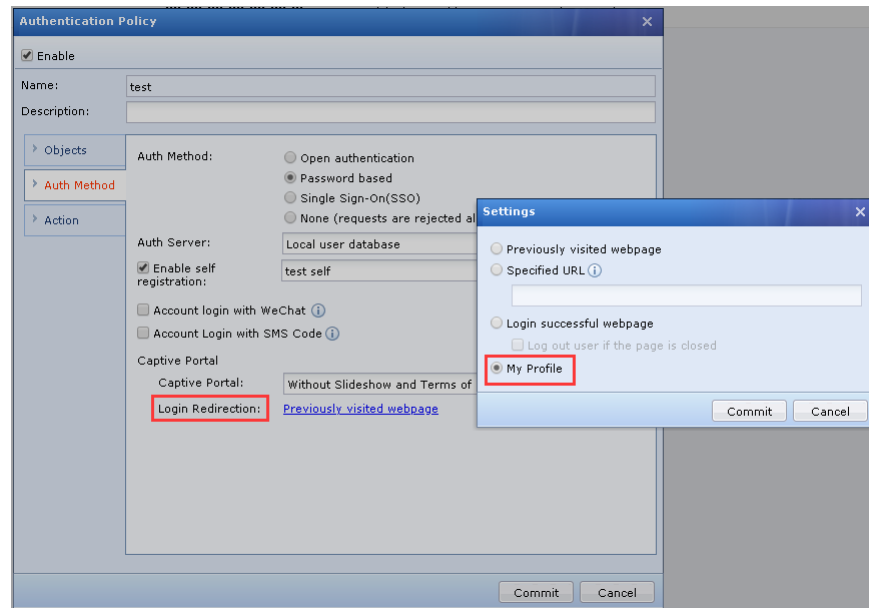 Authentication Policy
Enable
Name: test
Description:
Objects
Auth Method
Action
Auth Method:
Open authentication
Password based
Single Sign-On(SSO)
None (requests are rejected al
Auth Server: Local user database
Enable self
registration:
test self
Account login with WeChat
Account Login with SMS Code
Captive Portal
Captive Portal: Without Slideshow and Terms of
Login Redirection: Previously visited webpage
Commit Cancel
Settings
Previously visited webpage
Specified URL
Login successful webpage
Log out user if the page is closed
My Profile
Commit Cancel